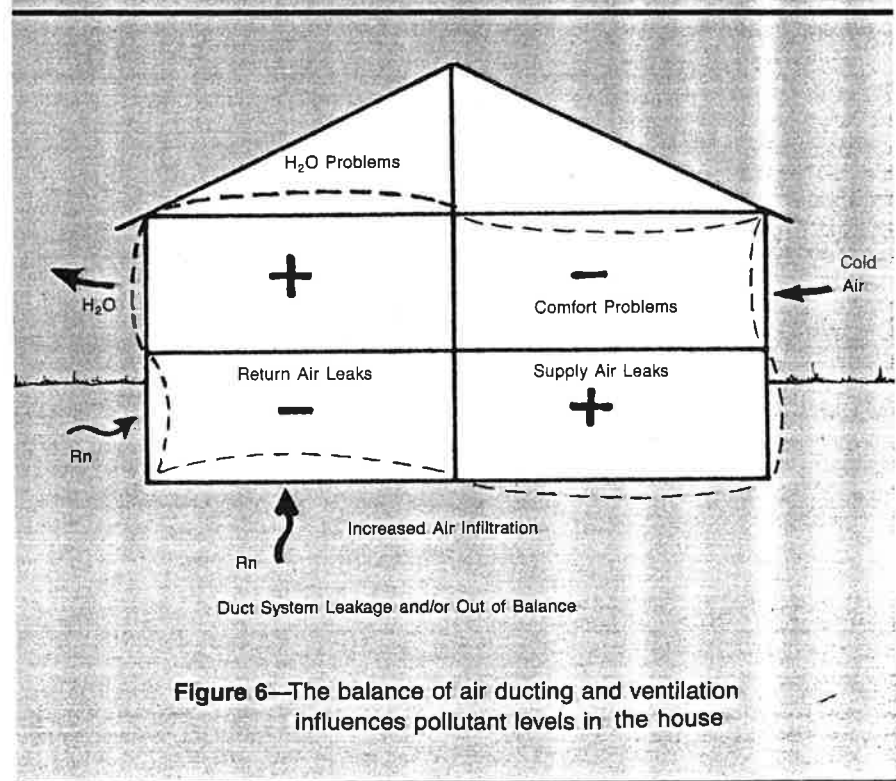 H₂O Problems
+
−
Cold
Air
H₂O
Comfort Problems
Return Air Leaks
Supply Air Leaks
−
+
Rn
Increased Air Infiltration
Rn
Duct System Leakage and/or Out of Balance
Figure 6—The balance of air ducting and ventilation
influences pollutant levels in the house